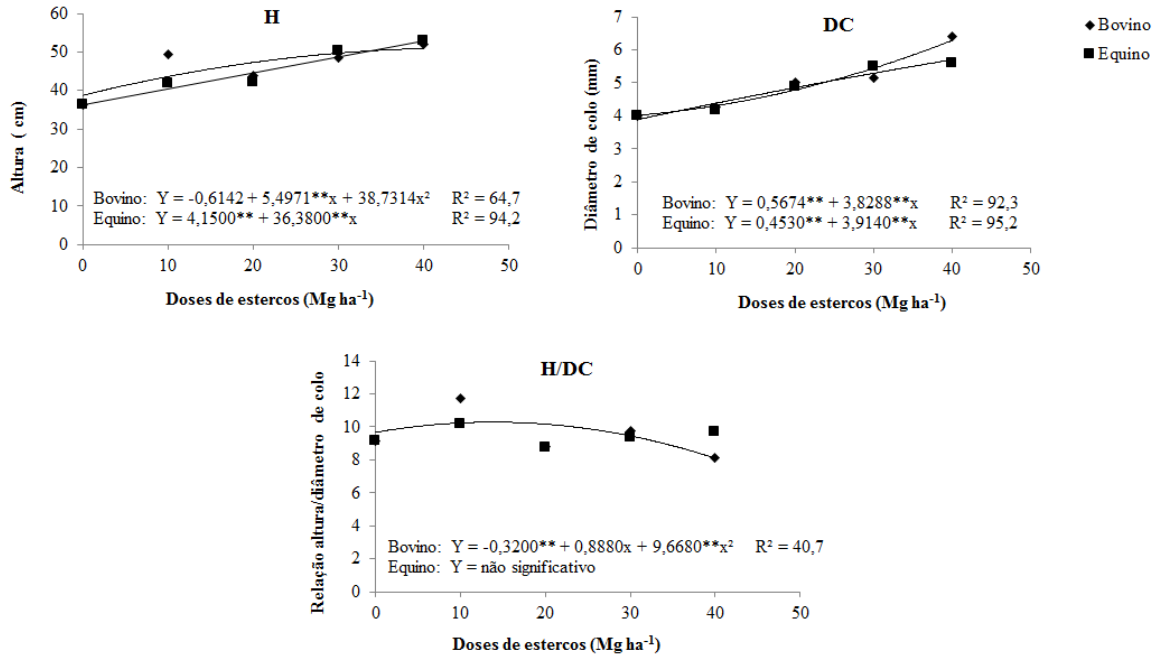 H
60
50
40
30
20
10
0
Altura ( cm)
Bovino: Y = -0,6142 + 5,4971**x + 38,7314x² R² = 64,7
Equino: Y = 4,1500** + 36,3800**x R² = 94,2
0 10 20 30 40 50
Doses de estercos (Mg ha⁻¹)
DC
7
6
5
4
3
2
1
0
Diâmetro de colo (mm)
Bovino: Y = 0,5674** + 3,8288**x R² = 92,3
Equino: Y = 0,4530** + 3,9140**x R² = 95,2
0 10 20 30 40 50
Doses de estercos (Mg ha⁻¹)
Bovino
Equino
H/DC
14
12
10
8
6
4
2
0
Relação altura/diâmetro de colo
Bovino: Y = -0,3200** + 0,8880x + 9,6680**x² R² = 40,7
Equino: Y = não significativo
0 10 20 30 40 50
Doses de estercos (Mg ha⁻¹)